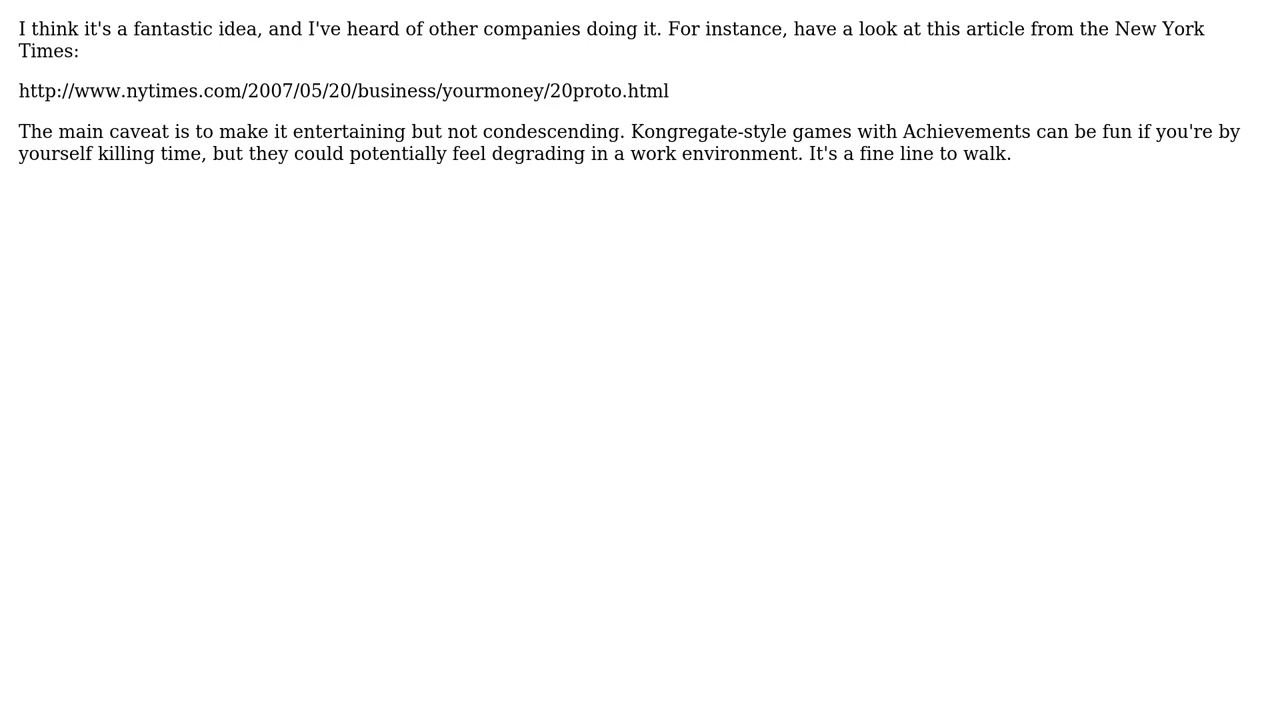 I think it's a fantastic idea, and I've heard of other companies doing it. For instance, have a look at this article from the New York
Times:
http://www.nytimes.com/2007/05/20/business/yourmoney/20proto.html
The main caveat is to make it entertaining but not condescending. Kongregate-style games with Achievements can be fun if you're by
yourself killing time, but they could potentially feel degrading in a work environment. It's a fine line to walk.